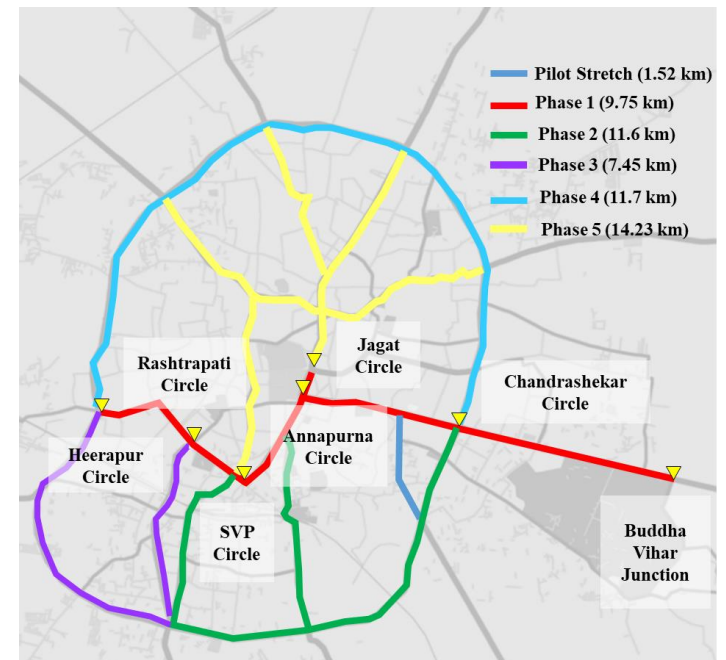 Pilot Stretch (1.52 km)
Phase 1 (9.75 km)
Phase 2 (11.6 km)
Phase 3 (7.45 km)
Phase 4 (11.7 km)
Phase 5 (14.23 km)
Jagat
Circle
Rashtrapati
Circle
Chandrashekar
Circle
Annapurna
Circle
Heerapur
Circle
SVP
Circle
Buddha
Vihar
Junction